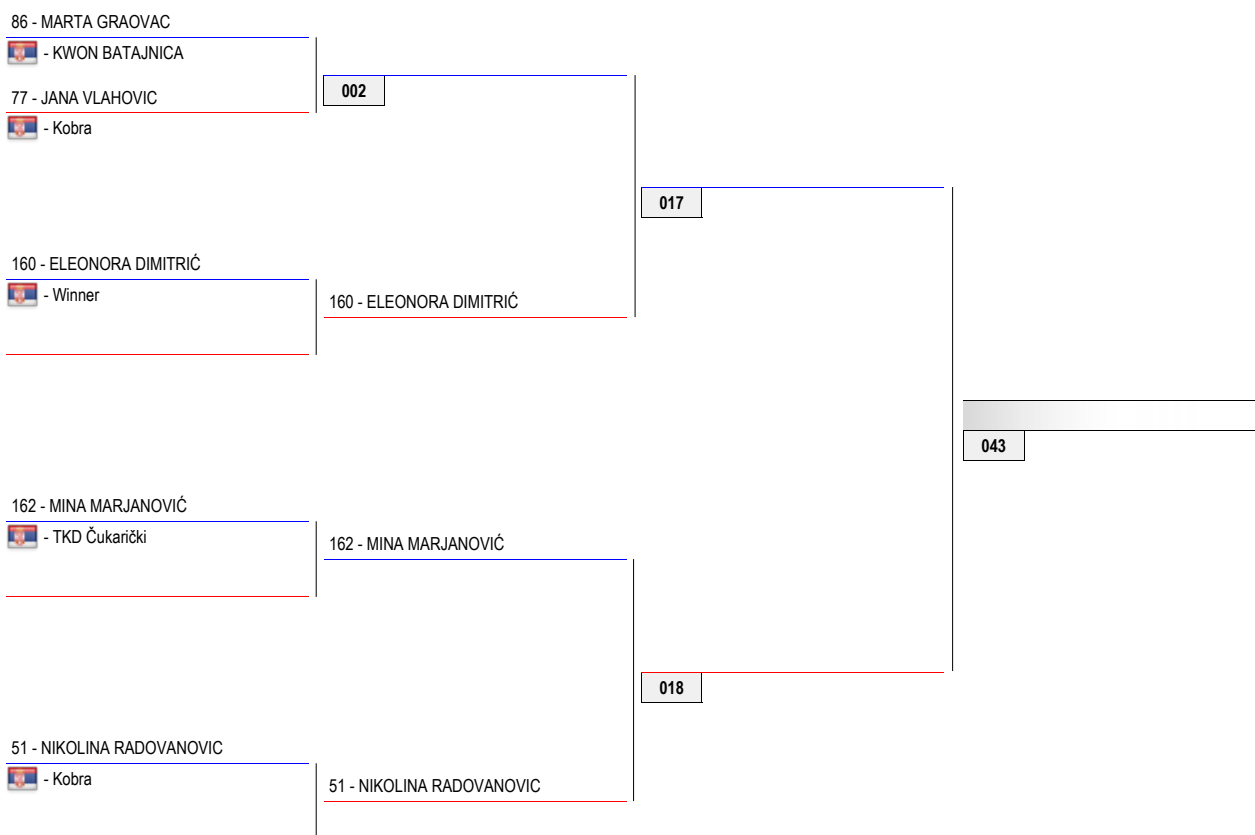 86 - MARTA GRAOVAC
- KWON BATAJNICA
77 - JANA VLAHOVIC
- Kobra
002
017
160 - ELEONORA DIMITRIĆ
- Winner
160 - ELEONORA DIMITRIĆ
043
162 - MINA MARJANOVIĆ
- TKD Čukarički
162 - MINA MARJANOVIĆ
018
51 - NIKOLINA RADOVANOVIC
- Kobra
51 - NIKOLINA RADOVANOVIC